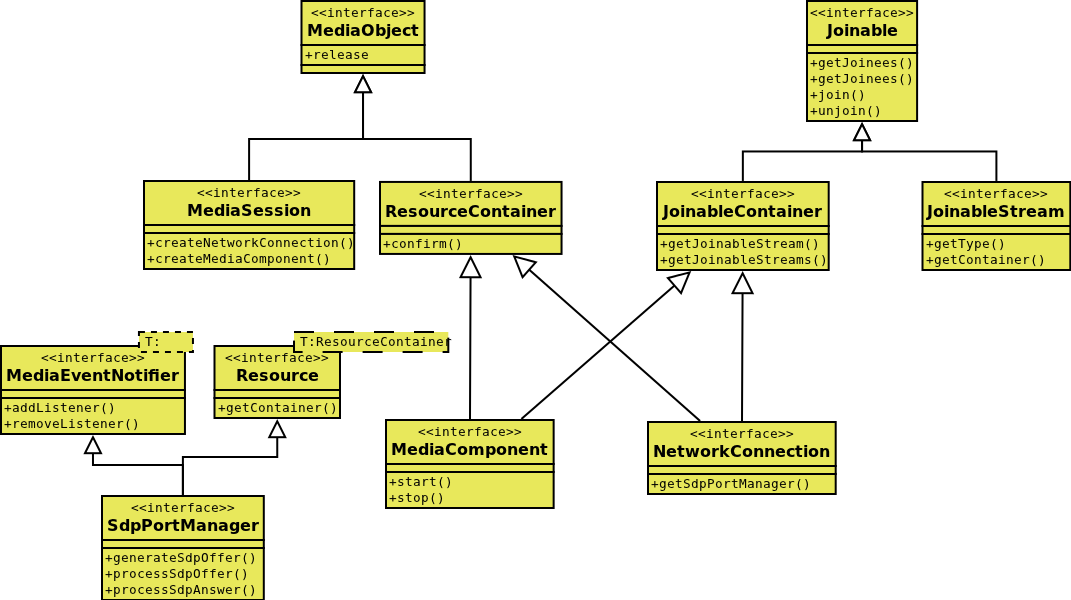 <<interface>>
MediaObject
+release
<<interface>>
Joinable
+getJoinees()
+getJoinees()
+join()
+unjoin()
<<interface>>
MediaSession
+createNetworkConnection()
+createMediaComponent()
<<interface>>
ResourceContainer
+confirm()
<<interface>>
JoinableContainer
+getJoinableStream()
+getJoinableStreams()
<<interface>>
JoinableStream
+getType()
+getContainer()
T:
<<interface>>
MediaEventNotifier
+addListener()
+removeListener()
T:ResourceContainer
<<interface>>
Resource
+getContainer()
<<interface>>
MediaComponent
+start()
+stop()
<<interface>>
NetworkConnection
+getSdpPortManager()
<<interface>>
SdpPortManager
+generateSdpOffer()
+processSdpOffer()
+processSdpAnswer()